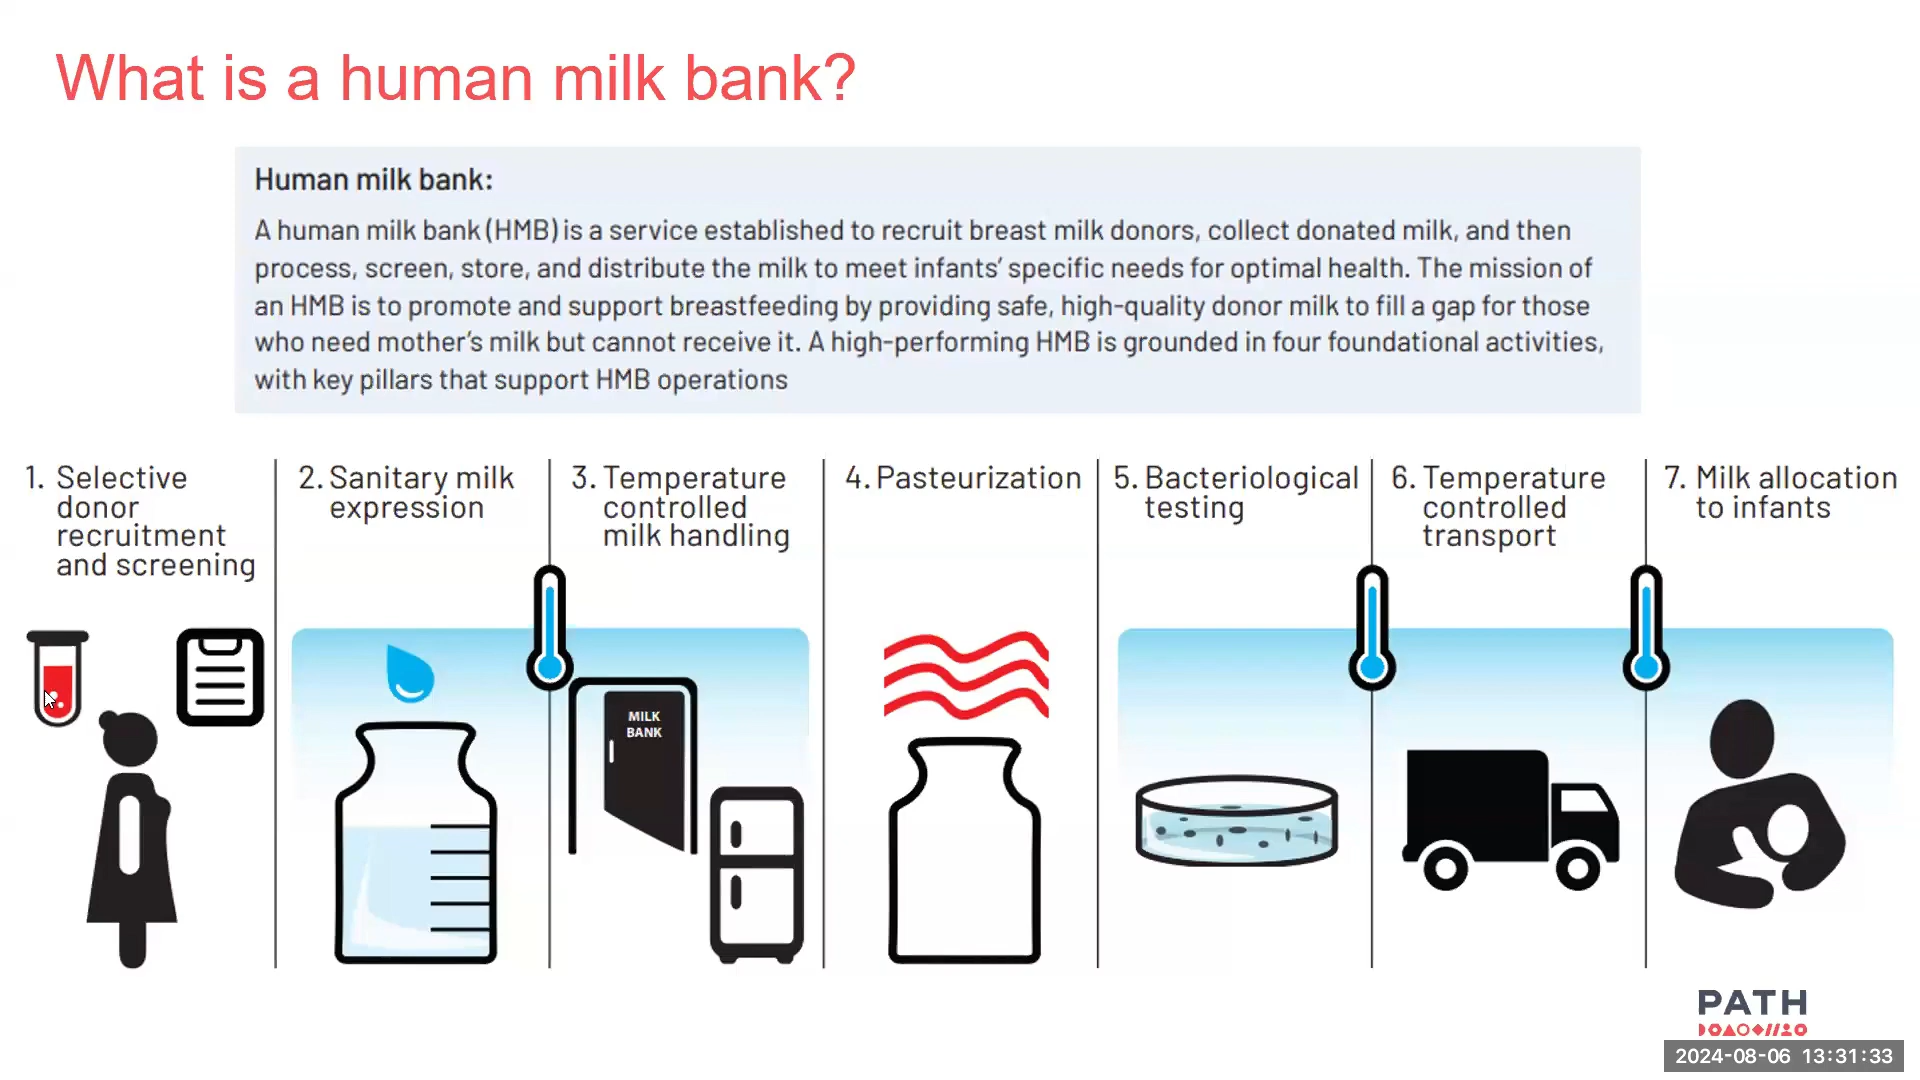 What is a human milk bank?
Human milk bank:
A human milk bank (HMB) is a service established to recruit breast milk donors, collect donated milk, and then
process, screen, store, and distribute the milk to meet infants' specific needs for optimal health. The mission of
an HMB is to promote and support breastfeeding by providing safe, high-quality donor milk to fill a gap for those
who need mother's milk but cannot receive it. A high-performing HMB is grounded in four foundational activities,
with key pillars that support HMB operations
1. Selective
donor
recruitment
and screening
2. Sanitary milk
expression
3. Temperature
controlled
milk handling
4. Pasteurization
5. Bacteriological
testing
6. Temperature
controlled
transport
7. Milk allocation
to infants
MILK
BANK
PATH
2024-08-06 13:31:33